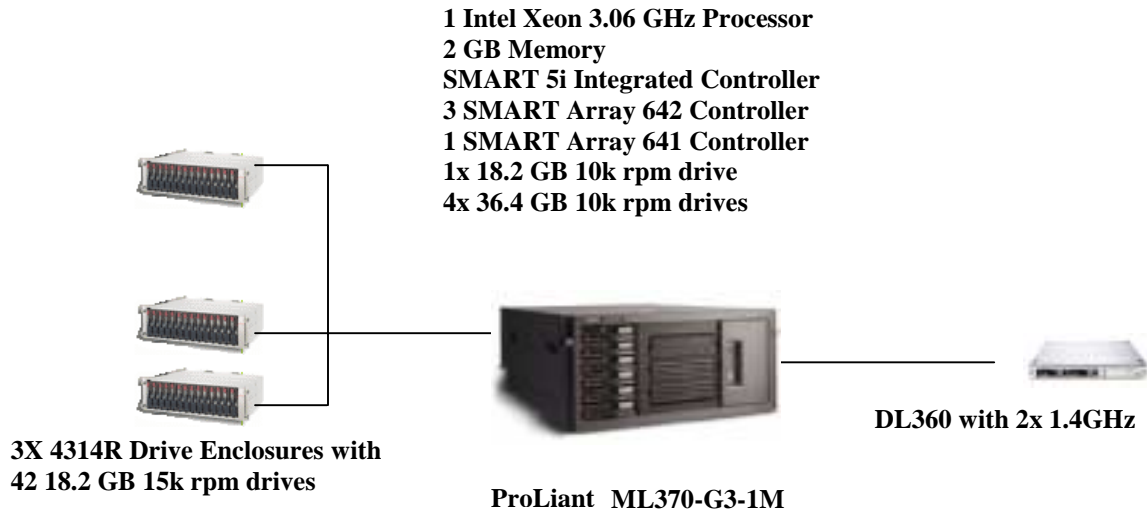 1 Intel Xeon 3.06 GHz Processor
2 GB Memory
SMART 5i Integrated Controller
3 SMART Array 642 Controller
1 SMART Array 641 Controller
1x 18.2 GB 10k rpm drive
4x 36.4 GB 10k rpm drives
DL360 with 2x 1.4GHz
3X 4314R Drive Enclosures with
42 18.2 GB 15k rpm drives
ProLiant ML370-G3-1M